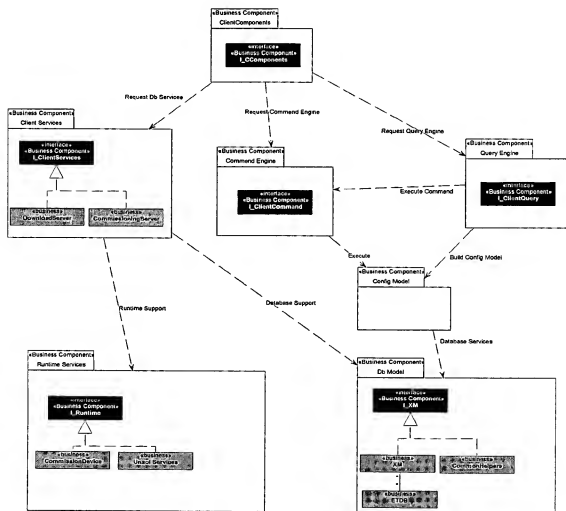 «Business Component»
ClientComponents
«interface»
«Business Component»
I_CComponents
Request Db Services
Request Command Engine
Request Query Engine
«Business Component»
Client Services
«interface»
«Business Component»
I_ClientServices
«business»
DownloadServer
«business»
CommissioningServer
«Business Component»
Command Engine
«interface»
«Business Component»
I_ClientCommand
«Business Component»
Query Engine
«interface»
«Business Component»
I_ClientQuery
Execute Command
Execute
Build Config Model
«Business Component»
Config Model
Runtime Support
Database Support
Database Services
«Business Component»
Runtime Services
«interface»
«Business Component»
I_Runtime
«business»
CommissionDevice
«business»
Unsol Services
«Business Component»
Db Model
«interface»
«Business Component»
I_XM
«business»
XM
«business»
CommonHelpers
«business»
ETDB